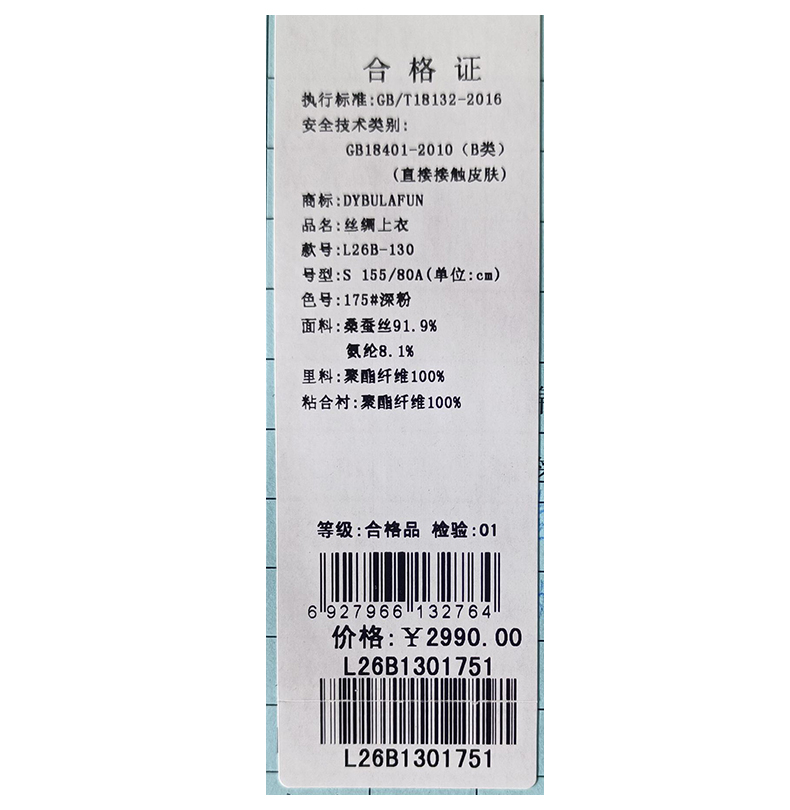 合格证
执行标准:GB/T18132-2016
安全技术类别:
GB18401-2010（B类）
(直接接触皮肤)
商标:DYBULAFUN
品名:丝绸上衣
款号:L26B-130
号型:S 155/80A(单位:cm)
色号:175#深粉
面料:桑蚕丝91.9%
氨纶8.1%
里料:聚酯纤维100%
粘合衬:聚酯纤维100%
等级:合格品 检验:01
6 927966 132764
价格:¥2990.00
L26B1301751
L26B1301751